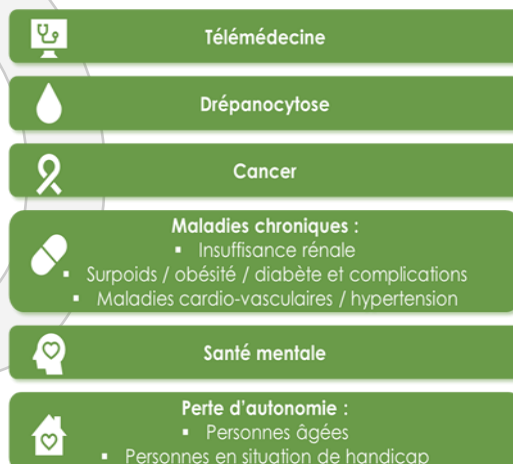 Télémédecine
Drépanocytose
Cancer
Maladies chroniques :
▪ Insuffisance rénale
▪ Surpoids / obésité / diabète et complications
▪ Maladies cardio-vasculaires / hypertension
Santé mentale
Perte d'autonomie :
▪ Personnes âgées
▪ Personnes en situation de handicap